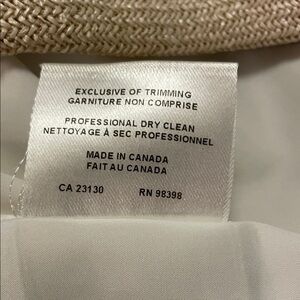 EXCLUSIVE OF TRIMMING
GARNITURE NON COMPRISE
PROFESSIONAL DRY CLEAN
NETTOYAGE À SEC PROFESSIONNEL
MADE IN CANADA
FAIT AU CANADA
CA 23130 RN 98398